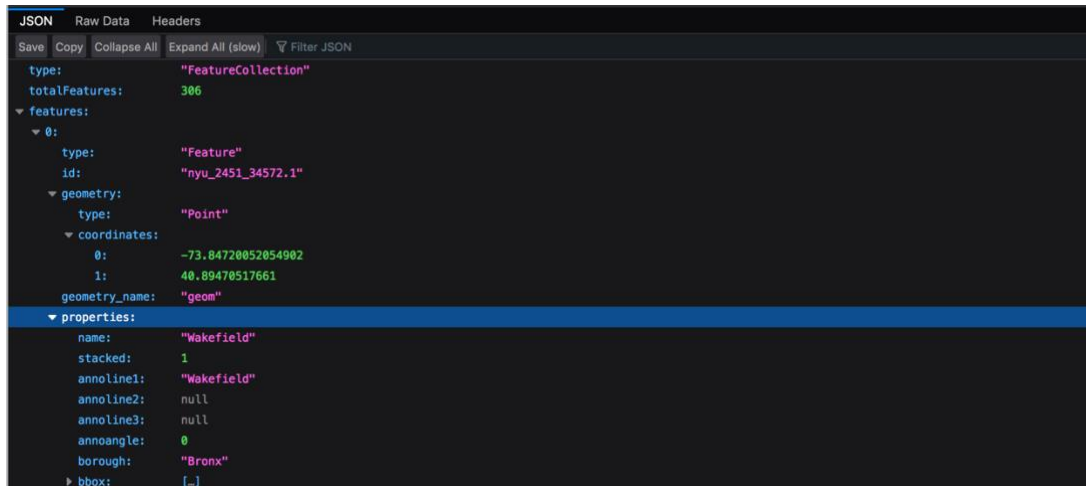 JSON Raw Data Headers
Save Copy Collapse All Expand All (slow) Filter JSON
type: "FeatureCollection"
totalFeatures: 306
features:
0:
type: "Feature"
id: "nyu_2451_34572.1"
geometry:
type: "Point"
coordinates:
0: -73.84720052054902
1: 40.89470517661
geometry_name: "geom"
properties:
name: "Wakefield"
stacked: 1
annoline1: "Wakefield"
annoline2: null
annoline3: null
annoangle: 0
borough: "Bronx"
bbox: […]